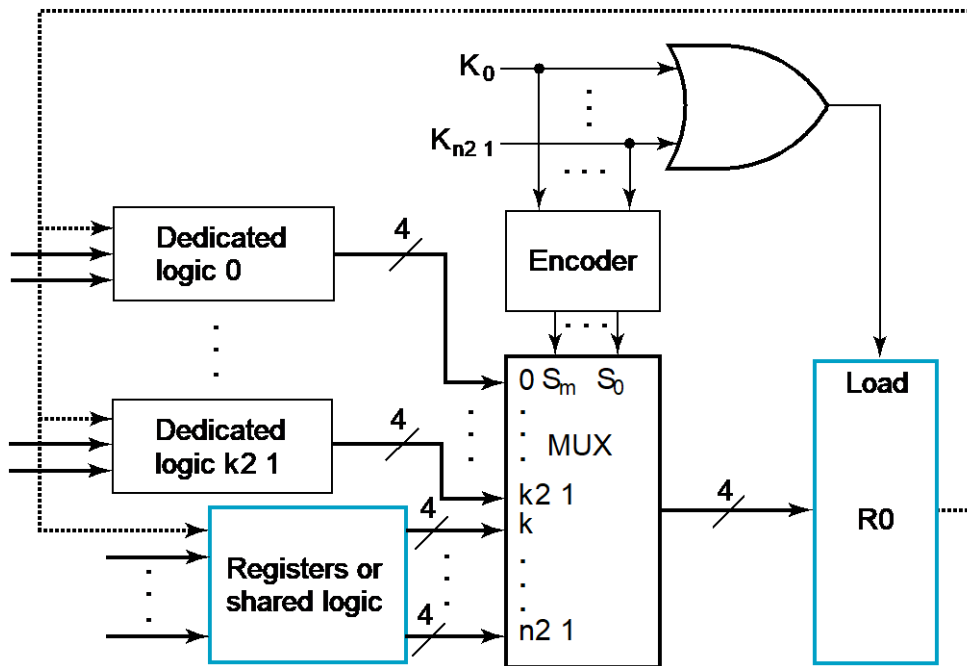 K0
Kn2 1
Dedicated
logic 0
4
Encoder
0 Sm S0
MUX
Load
Dedicated
logic k2 1
4
k2 1
k
4
R0
Registers or
shared logic
4
4
n2 1